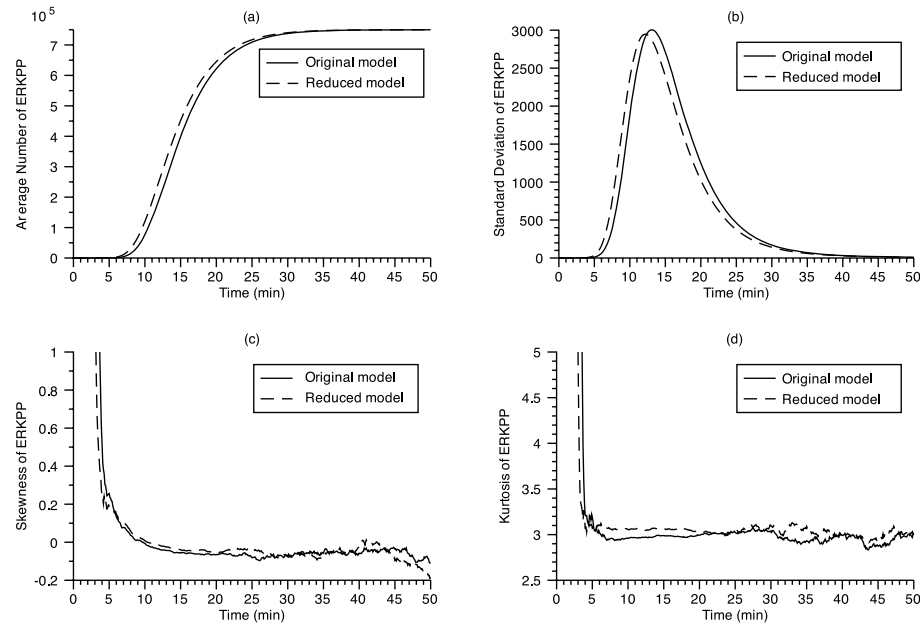 (a)
10 5
7
6
5
4
3
2
1
0
Ar erage Number of ERKPP
Original model
Reduced model
0 5 10 15 20 25 30 35 40 45 50
Time (min)
(b)
3000
2500
2000
1500
1000
500
0
Standard Deviation of ERKPP
Original model
Reduced model
0 5 10 15 20 25 30 35 40 45 50
Time (min)
(c)
1
0.8
0.6
0.4
0.2
0
-0.2
Skewness of ERKPP
Original model
Reduced model
0 5 10 15 20 25 30 35 40 45 50
Time (min)
(d)
5
4.5
4
3.5
3
2.5
Kurtosis of ERKPP
Original model
Reduced model
0 5 10 15 20 25 30 35 40 45 50
Time (min)